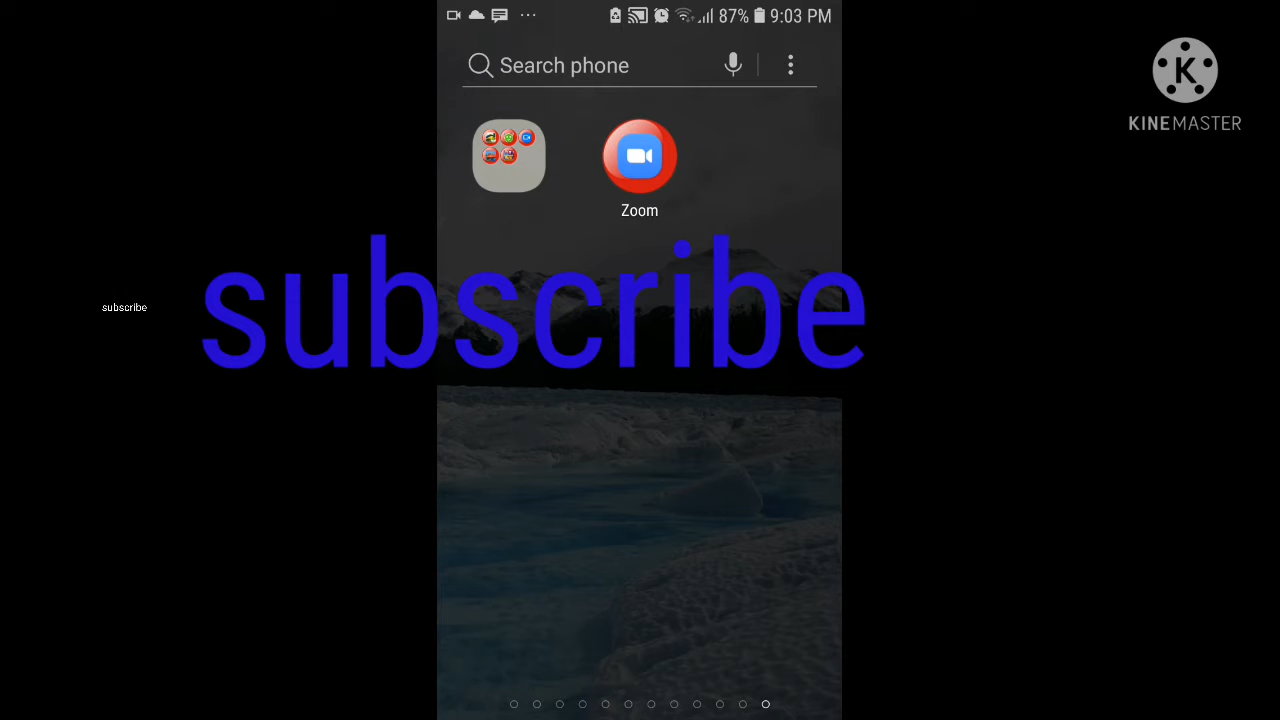 87% 9:03 PM
Search phone
K
KINEMASTER
Zoom
subscribe
subscribe